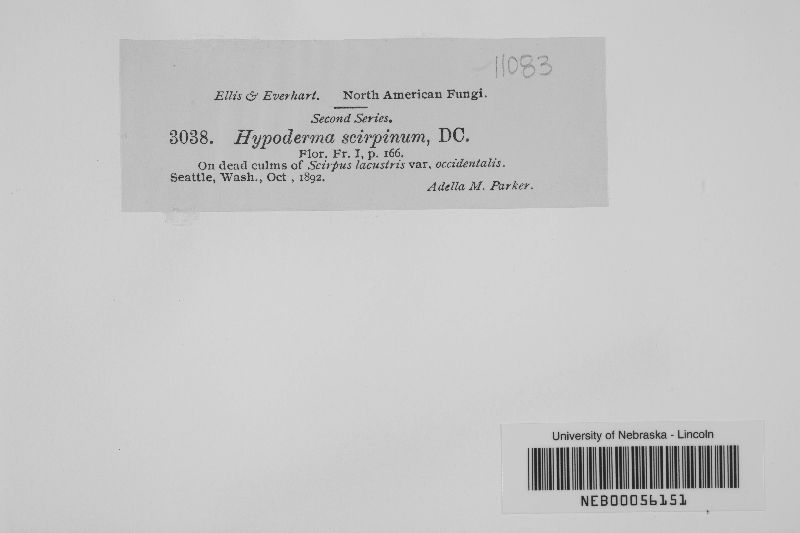 11083
Ellis & Everhart. North American Fungi.
Second Series.
3038. Hypoderma scirpinum, DC.
Flor. Fr. I, p. 166.
On dead culms of Scirpus lacustris var. occidentalis.
Seattle, Wash., Oct , 1892.
Adella M. Parker.
University of Nebraska - Lincoln
NEB00056151